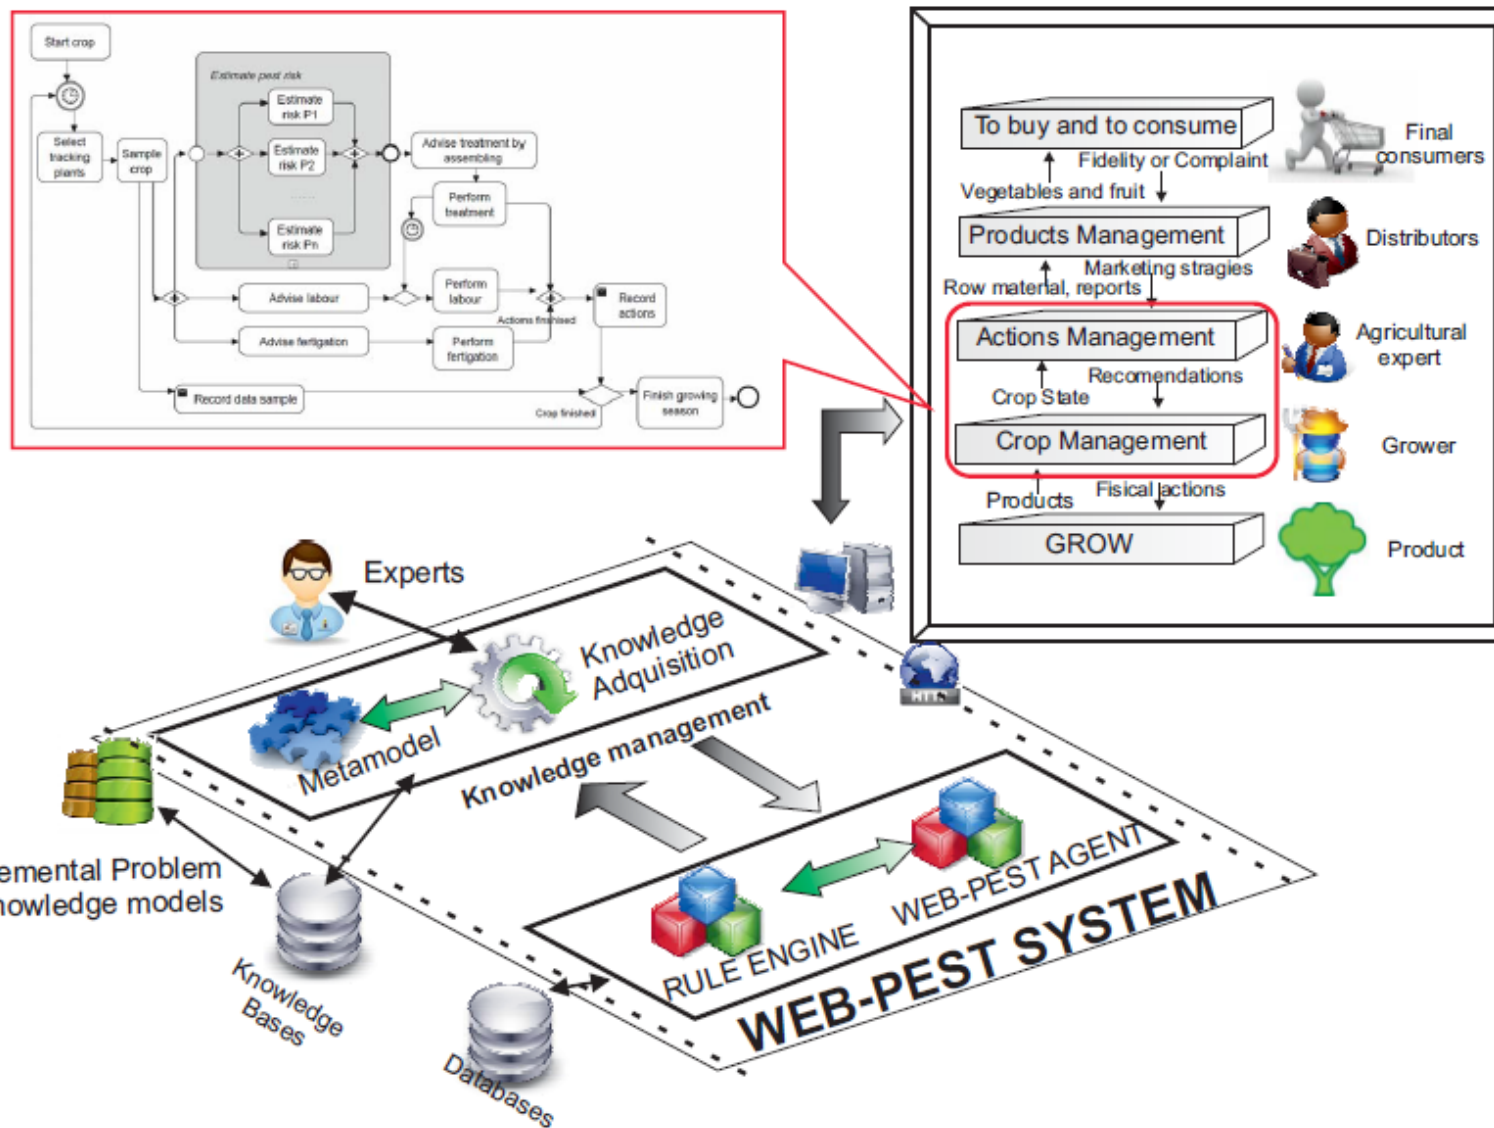 Start crop
Estimate pest risk
Estimate
risk P1
Select
tracking
plants
Sample
crop
Estimate
risk P2
Advise treatment by
assembling
......
Perform
treatment
Estimate
risk Pn
Advise labour
Perform
labour
Record
actions
Actions finished
Advise fertigation
Perform
fertigation
Record data sample
Crop finished
Finish growing
season
To buy and to consume
Final
consumers
Fidelity or Complaint
Vegetables and fruit
Products Management
Distributors
Marketing stragies
Row material, reports
Actions Management
Agricultural
expert
Recomendations
Crop State
Crop Management
Grower
Fisical actions
Products
GROW
Product
Experts
Knowledge
Adquisition
Metamodel
Knowledge management
HTTP
emental Problem
nowledge models
Knowledge
Bases
Databases
RULE ENGINE
WEB-PEST AGENT
WEB-PEST SYSTEM